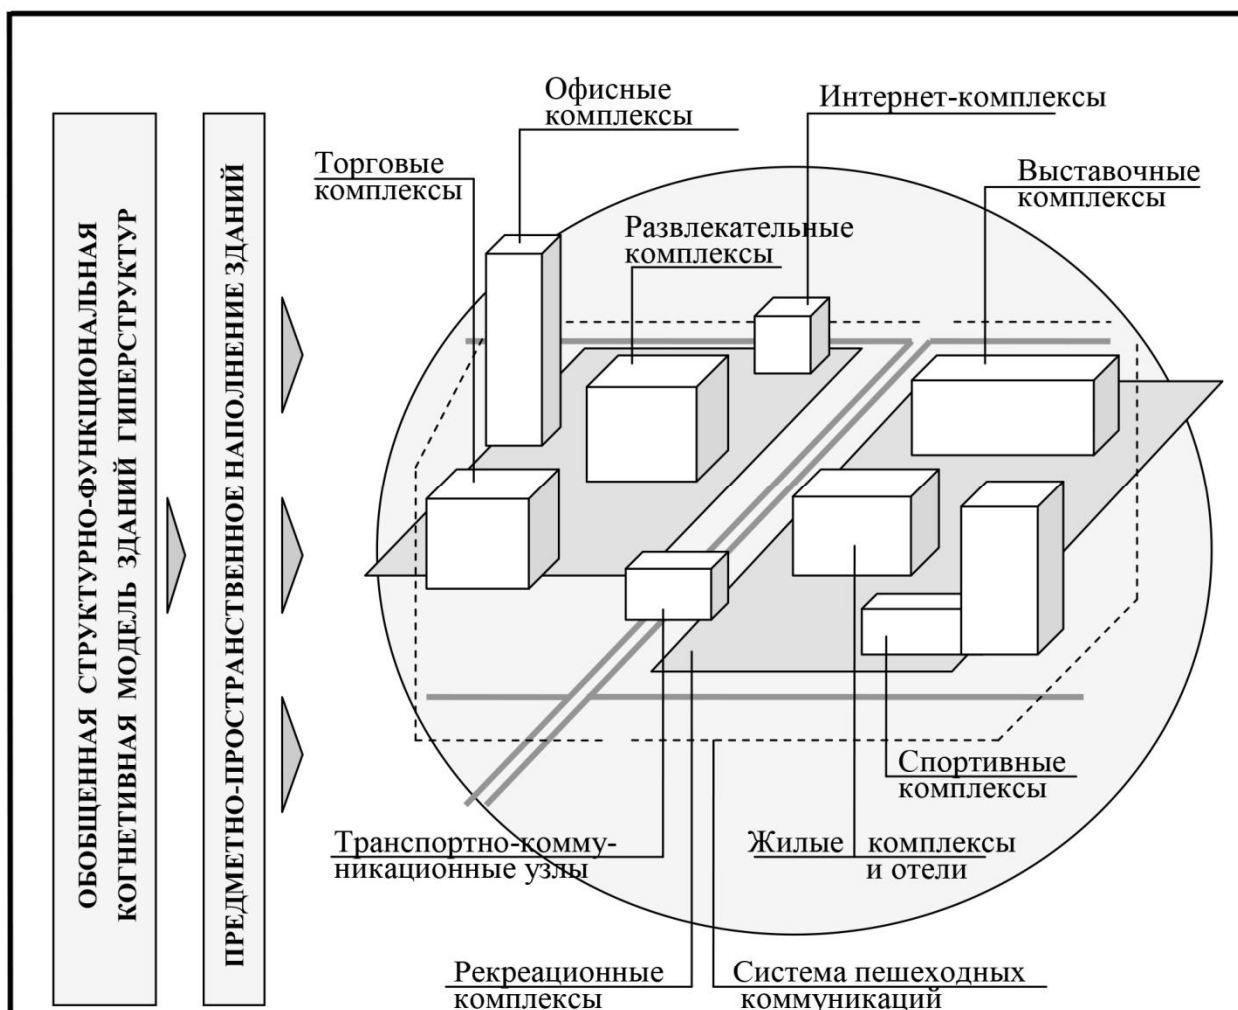 ОБОБЩЕННАЯ СТРУКТУРНО-ФУНКЦИОНАЛЬНАЯ
КОГНЕТИВНАЯ МОДЕЛЬ ЗДАНИЙ ГИПЕРСТРУКТУР
ПРЕДМЕТНО-ПРОСТРАНСТВЕННОЕ НАПОЛНЕНИЕ ЗДАНИЙ
Офисные
комплексы
Интернет-комплексы
Торговые
комплексы
Выставочные
комплексы
Развлекательные
комплексы
Спортивные
комплексы
Транспортно-комму-
никационные узлы
Жилые комплексы
и отели
Рекреационные
комплексы
Система пешеходных
коммуникаций